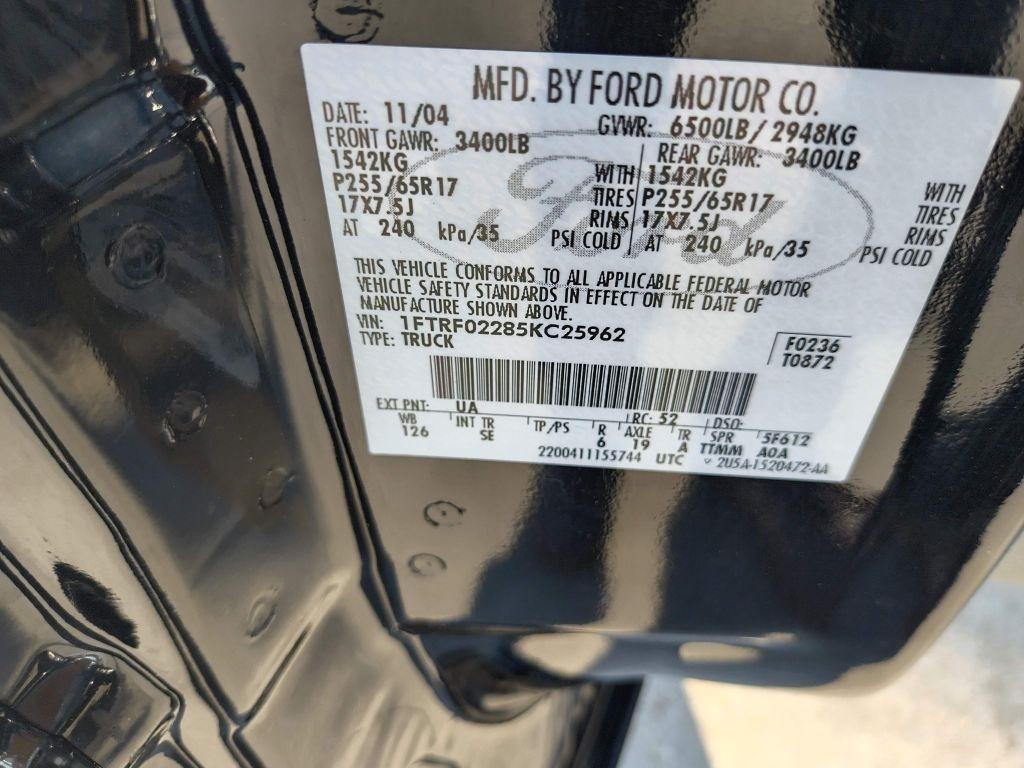 MFD. BY FORD MOTOR CO.
DATE: 11/04 GVWR: 6500LB/ 2948KG
FRONT GAWR: 3400LB REAR GAWR: 3400LB
1542KG WITH 1542KG WITH
P255/65R17 TIRES P255/65R17 TIRES
17X7.5J RIMS 17X7.5J RIMS
AT 240 kPa/35 PSI COLD AT 240 kPa/35 PSI COLD
Ford
THIS VEHICLE CONFORMS TO ALL APPLICABLE FEDERAL MOTOR
VEHICLE SAFETY STANDARDS IN EFFECT ON THE DATE OF
MANUFACTURE SHOWN ABOVE.
VIN: 1FTRF02285KC25962 F0236
TYPE: TRUCK T0872
EXT PNT: UA RC: 52 DSO:
WB INT TR TP/PS R AXLE TR SPR 5F612
126 SE 6 19 A TTMM A0A
2200411155744 UTC v 2U5A-1520472-AA